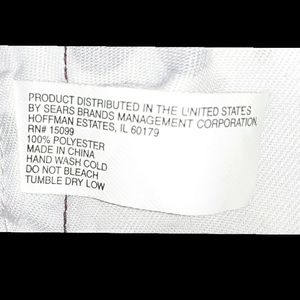 PRODUCT DISTRIBUTED IN THE UNITED STATES
BY SEARS BRANDS MANAGEMENT CORPORATION
HOFFMAN ESTATES, IL 60179
RN# 15099
100% POLYESTER
MADE IN CHINA
HAND WASH COLD
DO NOT BLEACH
TUMBLE DRY LOW